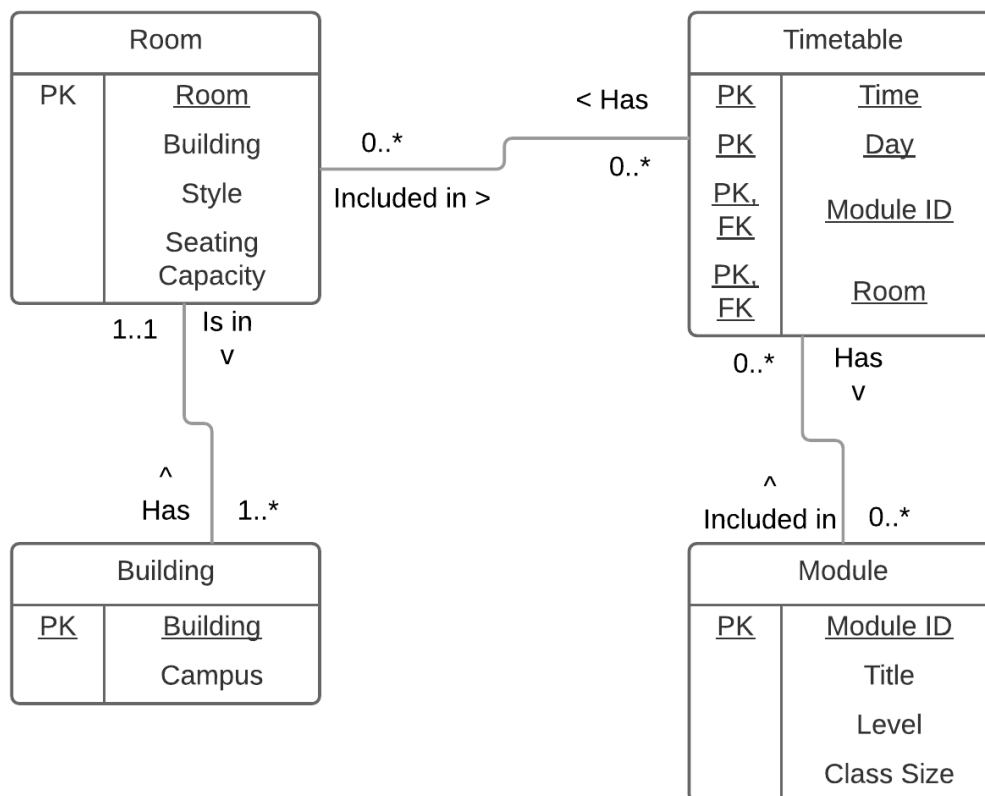 Room
PK Room
Building
Style
Seating
Capacity
0..*
Included in >
< Has
0..*
Timetable
PK Time
PK Day
PK,
FK Module ID
PK,
FK Room
1..1
Is in
v
^
Has
1..*
Building
PK Building
Campus
0..*
Has
v
^
Included in
0..*
Module
PK Module ID
Title
Level
Class Size